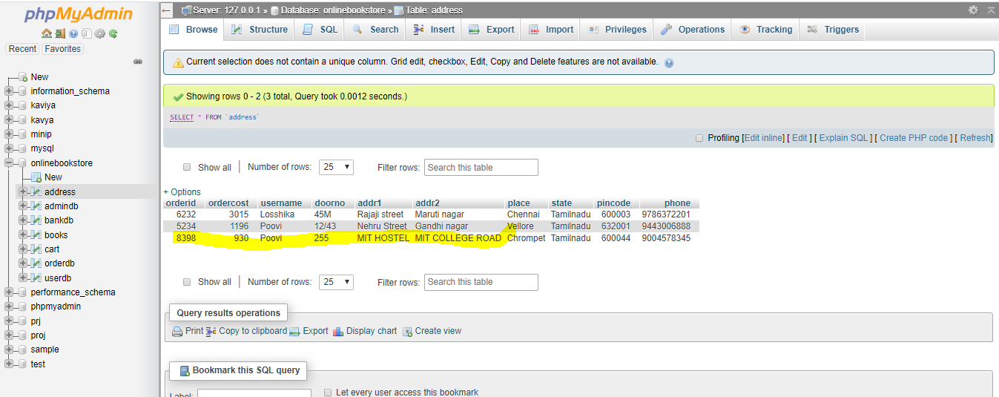 phpMyAdmin
Recent Favorites
New
information_schema
kaviya
kavya
minip
mysql
onlinebookstore
New
address
admindb
bankdb
books
cart
orderdb
userdb
performance_schema
phpmyadmin
prj
proj
sample
test
Server: 127.0.0.1 » Database: onlinebookstore » Table: address
Browse Structure SQL Search Insert Export Import Privileges Operations Tracking Triggers
Current selection does not contain a unique column. Grid edit, checkbox, Edit, Copy and Delete features are not available.
Showing rows 0 - 2 (3 total, Query took 0.0012 seconds.)
SELECT * FROM `address`
Profiling [Edit inline] [ Edit ] [ Explain SQL ] [ Create PHP code ] [ Refresh]
Show all | Number of rows: 25 Filter rows: Search this table
+ Options
orderid ordercost username doorno addr1 addr2 place state pincode phone
6232 3015 Losshika 45M Rajaji street Maruti nagar Chennai Tamilnadu 600003 9786372201
5234 1196 Poovi 12/43 Nehru Street Gandhi nagar Vellore Tamilnadu 632001 9443006888
8398 930 Poovi 255 MIT HOSTEL MIT COLLEGE ROAD Chrompet Tamilnadu 600044 9004578345
Show all | Number of rows: 25 Filter rows: Search this table
Query results operations
Print Copy to clipboard Export Display chart Create view
Bookmark this SQL query
Label: Let every user access this bookmark